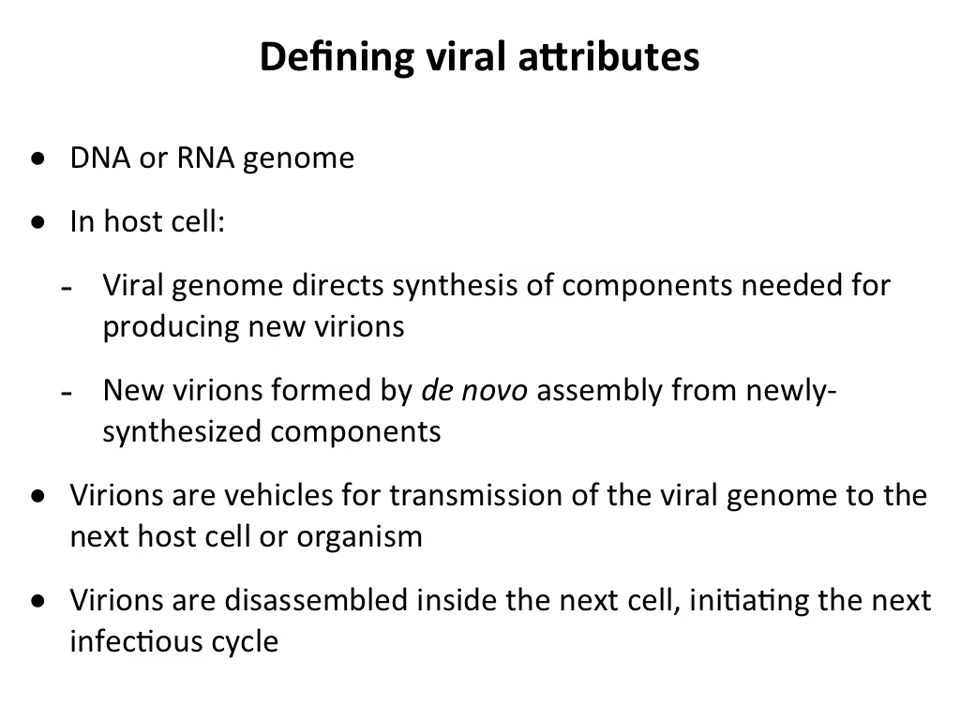 Defining viral attributes
● DNA or RNA genome
● In host cell:
- Viral genome directs synthesis of components needed for
producing new virions
- New virions formed by de novo assembly from newly-
synthesized components
● Virions are vehicles for transmission of the viral genome to the
next host cell or organism
● Virions are disassembled inside the next cell, initiating the next
infectious cycle